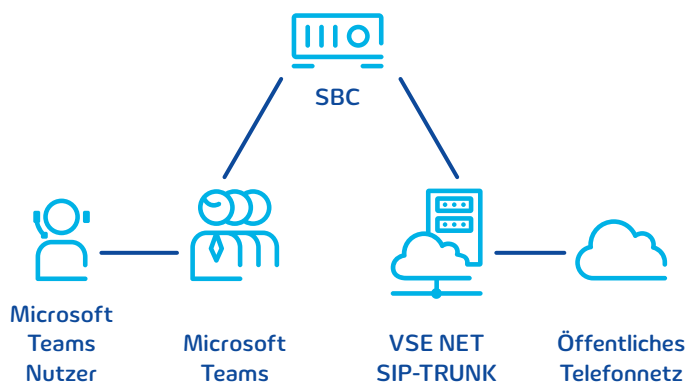 SBC
Microsoft
Teams
Nutzer
Microsoft
Teams
VSE NET
SIP-TRUNK
Öffentliches
Telefonnetz